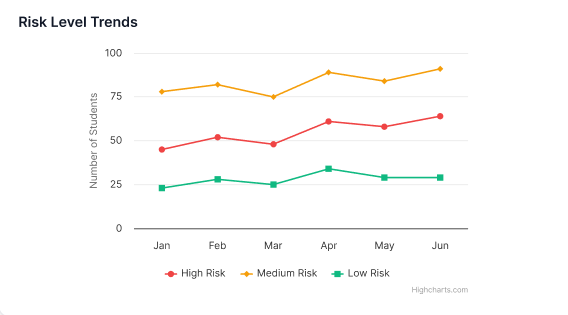 Risk Level Trends
Number of Students
100
75
50
25
0
Jan Feb Mar Apr May Jun
High Risk Medium Risk Low Risk
Highcharts.com